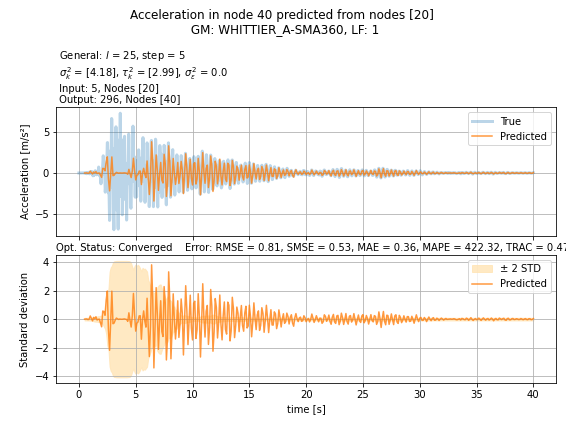 Acceleration in node 40 predicted from nodes [20]
GM: WHITTIER_A-SMA360, LF: 1
General: l = 25, step = 5
σ²ₖ = [4.18], τ²ₖ = [2.99], σ²ε = 0.0
Input: 5, Nodes [20]
Output: 296, Nodes [40]
True
Predicted
5
0
−5
Acceleration [m/s²]
Opt. Status: Converged Error: RMSE = 0.81, SMSE = 0.53, MAE = 0.36, MAPE = 422.32, TRAC = 0.47
± 2 STD
Predicted
4
2
0
−2
−4
Standard deviation
0 5 10 15 20 25 30 35 40
time [s]